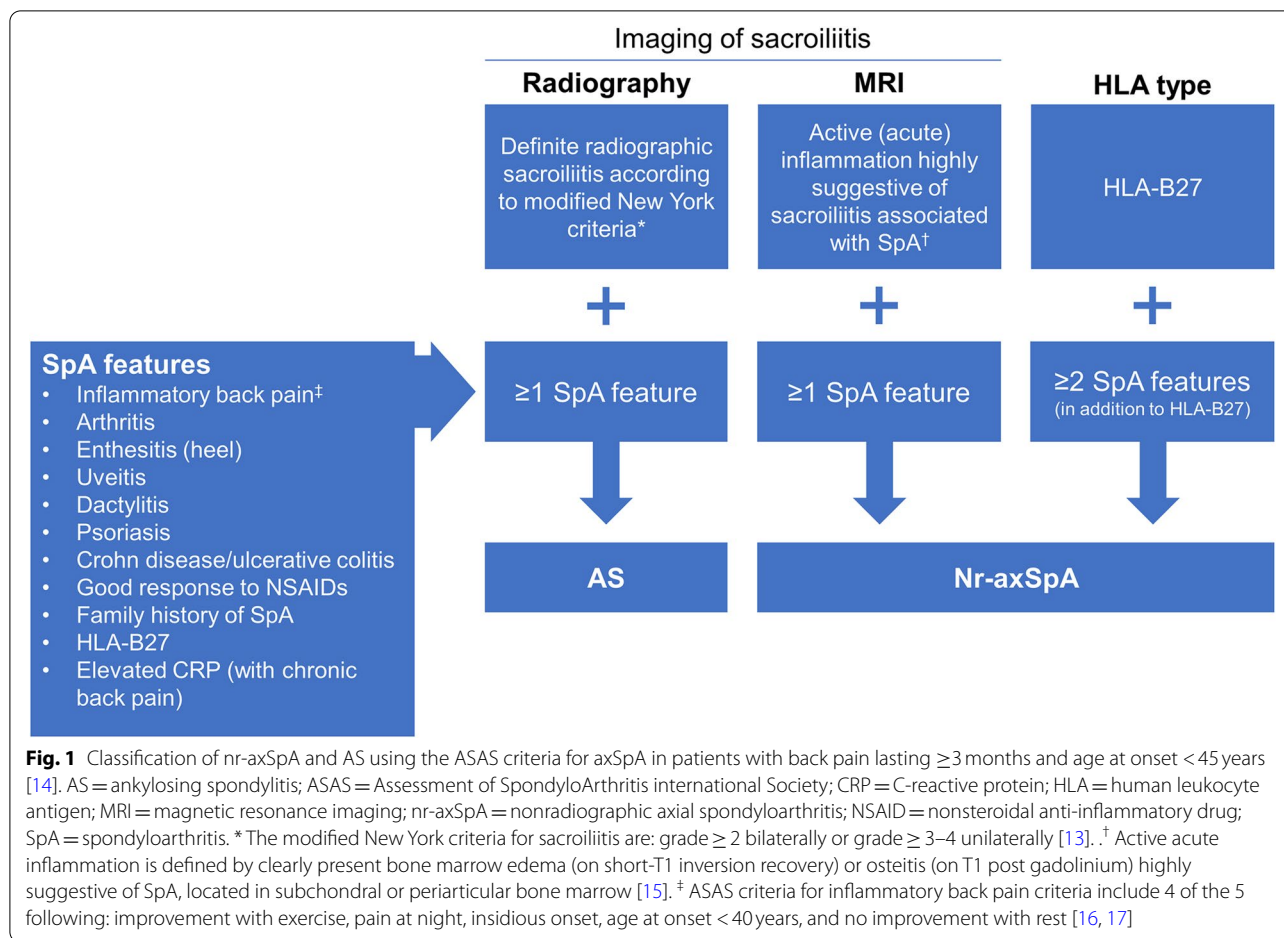 Imaging of sacroiliitis
Radiography
MRI
HLA type
Definite radiographic
sacroiliitis according
to modified New York
criteria*
Active (acute)
inflammation highly
suggestive of
sacroiliitis associated
with SpA†
HLA-B27
+
+
+
SpA features
• Inflammatory back pain‡
• Arthritis
• Enthesitis (heel)
• Uveitis
• Dactylitis
• Psoriasis
• Crohn disease/ulcerative colitis
• Good response to NSAIDs
• Family history of SpA
• HLA-B27
• Elevated CRP (with chronic
back pain)
≥1 SpA feature
≥1 SpA feature
≥2 SpA features
(in addition to HLA-B27)
AS
Nr-axSpA
Fig. 1 Classification of nr-axSpA and AS using the ASAS criteria for axSpA in patients with back pain lasting ≥3 months and age at onset < 45 years
[14]. AS = ankylosing spondylitis; ASAS = Assessment of SpondyloArthritis international Society; CRP = C-reactive protein; HLA = human leukocyte
antigen; MRI = magnetic resonance imaging; nr-axSpA = nonradiographic axial spondyloarthritis; NSAID = nonsteroidal anti-inflammatory drug;
SpA = spondyloarthritis. * The modified New York criteria for sacroiliitis are: grade ≥ 2 bilaterally or grade ≥ 3–4 unilaterally [13]. .† Active acute
inflammation is defined by clearly present bone marrow edema (on short-T1 inversion recovery) or osteitis (on T1 post gadolinium) highly
suggestive of SpA, located in subchondral or periarticular bone marrow [15]. ‡ ASAS criteria for inflammatory back pain criteria include 4 of the 5
following: improvement with exercise, pain at night, insidious onset, age at onset < 40 years, and no improvement with rest [16, 17]